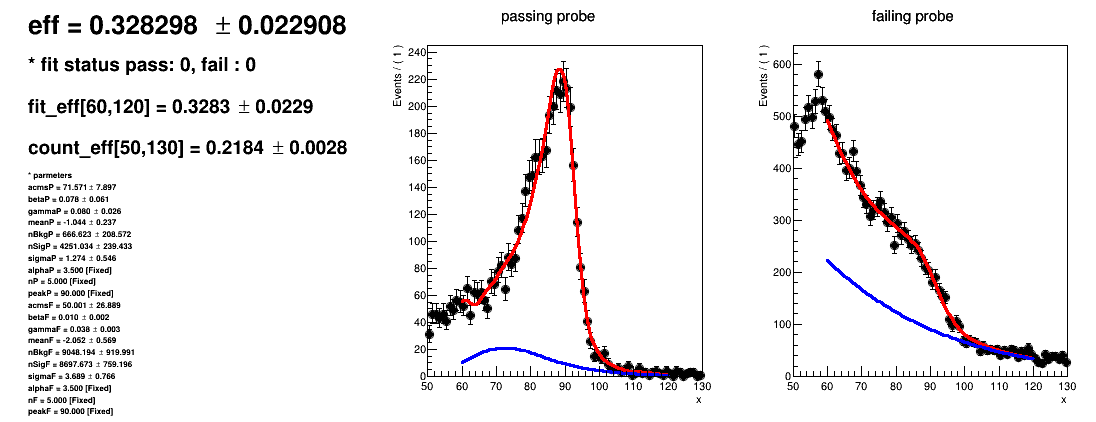 eff = 0.328298 ± 0.022908
* fit status pass: 0, fail : 0
fit_eff[60,120] = 0.3283 ± 0.0229
count_eff[50,130] = 0.2184 ± 0.0028
* parmeters
acmsP = 71.571 ± 7.897
betaP = 0.078 ± 0.061
gammaP = 0.080 ± 0.026
meanP = -1.044 ± 0.237
nBkgP = 666.623 ± 208.572
nSigP = 4251.034 ± 239.433
sigmaP = 1.274 ± 0.546
alphaP = 3.500 [Fixed]
nP = 5.000 [Fixed]
peakP = 90.000 [Fixed]
acmsF = 50.001 ± 26.889
betaF = 0.010 ± 0.002
gammaF = 0.038 ± 0.003
meanF = -2.052 ± 0.569
nBkgF = 9048.194 ± 919.991
nSigF = 8697.673 ± 759.196
sigmaF = 3.689 ± 0.766
alphaF = 3.500 [Fixed]
nF = 5.000 [Fixed]
peakF = 90.000 [Fixed]
passing probe
Events / ( 1 )
240
220
200
180
160
140
120
100
80
60
40
20
0
50 60 70 80 90 100 110 120 130
x
failing probe
Events / ( 1 )
600
500
400
300
200
100
0
50 60 70 80 90 100 110 120 130
x